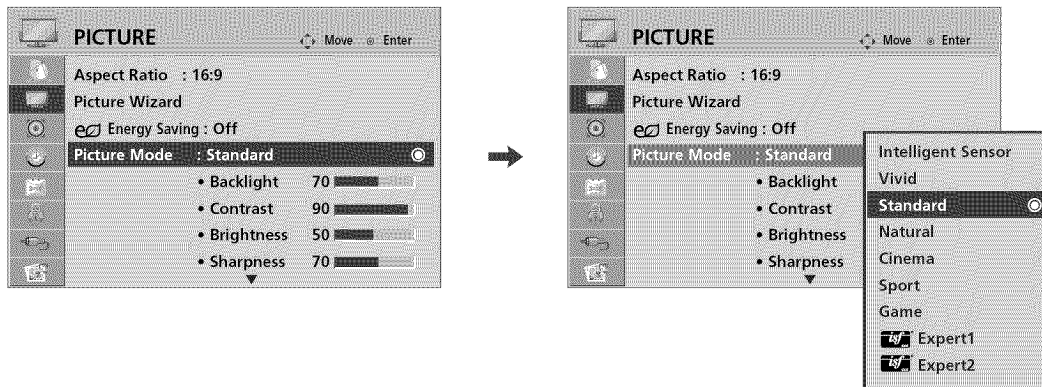 PICTURE
Move Enter
Aspect Ratio : 16:9
Picture Wizard
Energy Saving : Off
Picture Mode : Standard
• Backlight 70
• Contrast 90
• Brightness 50
• Sharpness 70
PICTURE
Move Enter
Aspect Ratio : 16:9
Picture Wizard
Energy Saving : Off
Picture Mode : Standard
• Backlight
• Contrast
• Brightness
• Sharpness
Intelligent Sensor
Vivid
Standard
Natural
Cinema
Sport
Game
isf Expert1
isf Expert2